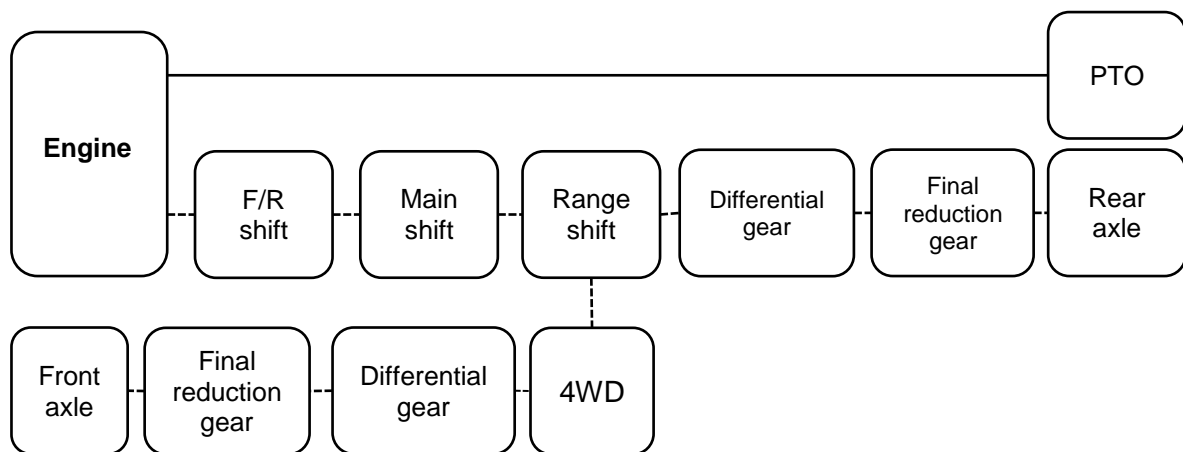 PTO
Engine
F/R
shift
Main
shift
Range
shift
Differential
gear
Final
reduction
gear
Rear
axle
Front
axle
Final
reduction
gear
Differential
gear
4WD